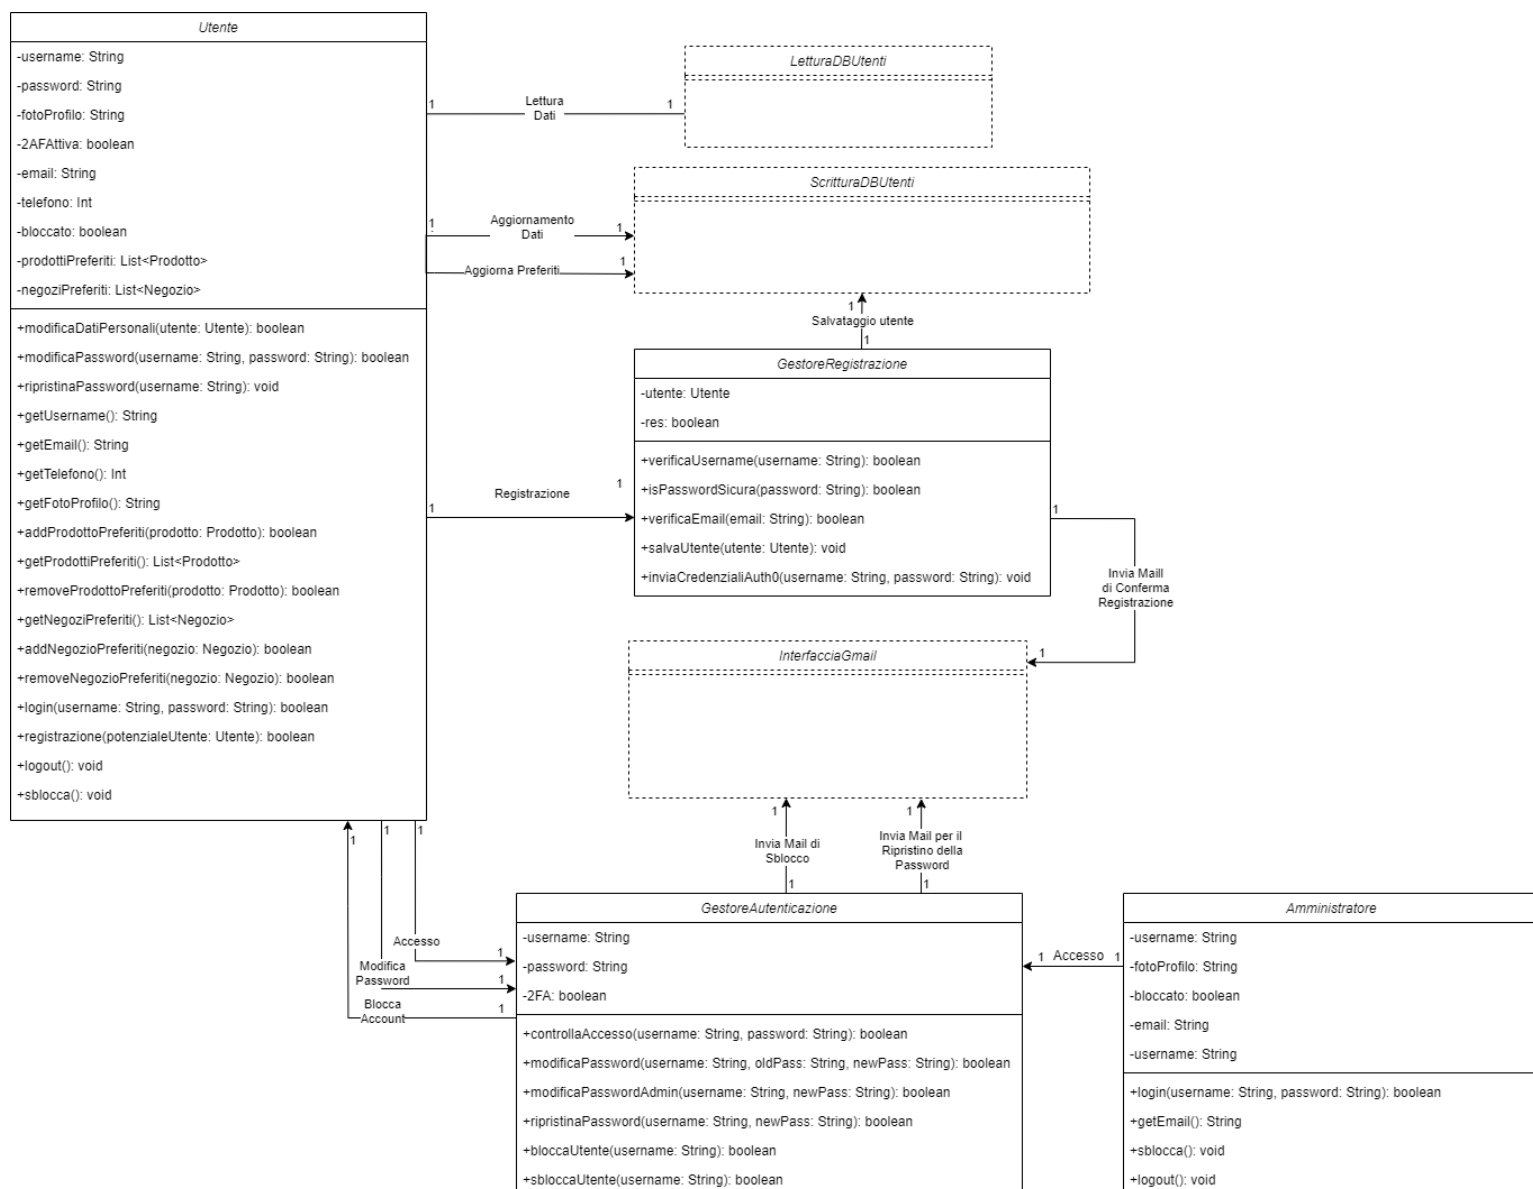 Utente
-username: String
-password: String
-fotoProfilo: String
-2AFAttiva: boolean
-email: String
-telefono: Int
-bloccato: boolean
-prodottiPreferiti: List<Prodotto>
-negoziPreferiti: List<Negozio>
+modificaDatiPersonali(utente: Utente): boolean
+modificaPassword(username: String, password: String): boolean
+ripristinaPassword(username: String): void
+getUsername(): String
+getEmail(): String
+getTelefono(): Int
+getFotoProfilo(): String
+addProdottoPreferiti(prodotto: Prodotto): boolean
+getProdottiPreferiti(): List<Prodotto>
+removeProdottoPreferiti(prodotto: Prodotto): boolean
+getNegoziPreferiti(): List<Negozio>
+addNegozioPreferiti(negozio: Negozio): boolean
+removeNegozioPreferiti(negozio: Negozio): boolean
+login(username: String, password: String): boolean
+registrazione(potenzialeUtente: Utente): boolean
+logout(): void
+sblocca(): void
LetturaDBUtenti
1
Lettura
Dati
1
ScritturaDBUtenti
1
Aggiornamento
Dati
1
Aggiorna Preferiti
1
1
Salvataggio utente
1
GestoreRegistrazione
-utente: Utente
-res: boolean
+verificaUsername(username: String): boolean
+isPasswordSicura(password: String): boolean
+verificaEmail(email: String): boolean
+salvaUtente(utente: Utente): void
+inviaCredenzialiAuth0(username: String, password: String): void
1
Registrazione
1
1
Invia Maill
di Conferma
Registrazione
1
InterfacciaGmail
1
Invia Mail di
Sblocco
1
1
Invia Mail per il
Ripristino della
Password
1
1
1
1
Accesso
1
Modifica
Password
1
Blocca
Account
1
GestoreAutenticazione
-username: String
-password: String
-2FA: boolean
+controllaAccesso(username: String, password: String): boolean
+modificaPassword(username: String, oldPass: String, newPass: String): boolean
+modificaPasswordAdmin(username: String, newPass: String): boolean
+ripristinaPassword(username: String, newPass: String): boolean
+bloccaUtente(username: String): boolean
+sbloccaUtente(username: String): boolean
1 Accesso 1
Amministratore
-username: String
-fotoProfilo: String
-bloccato: boolean
-email: String
-username: String
+login(username: String, password: String): boolean
+getEmail(): String
+sblocca(): void
+logout(): void